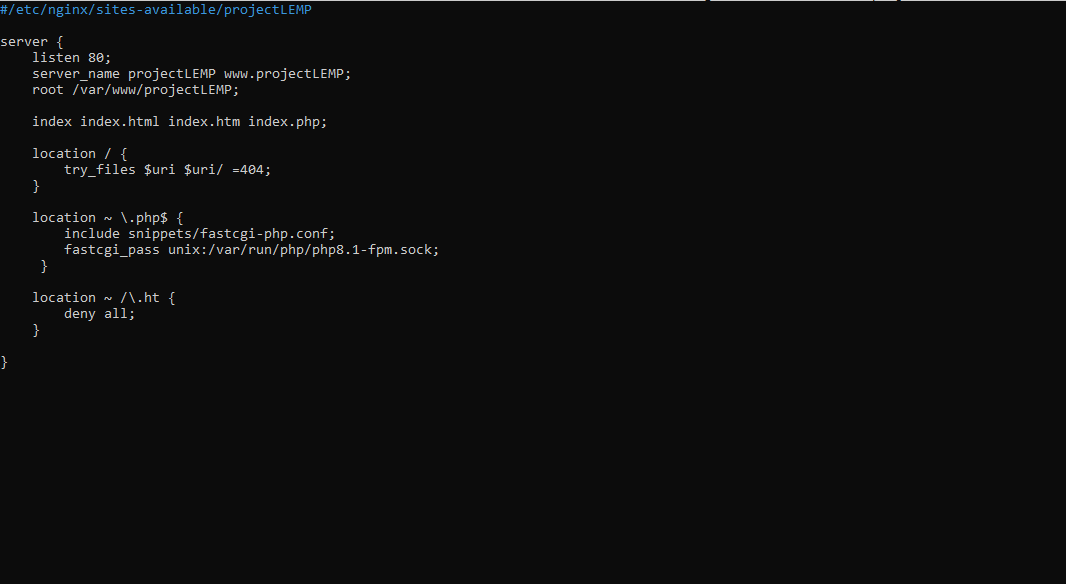 #/etc/nginx/sites-available/projectLEMP
server {
    listen 80;
    server_name projectLEMP www.projectLEMP;
    root /var/www/projectLEMP;
    index index.html index.htm index.php;
    location / {
        try_files $uri $uri/ =404;
    }
    location ~ \.php$ {
        include snippets/fastcgi-php.conf;
        fastcgi_pass unix:/var/run/php/php8.1-fpm.sock;
     }
    location ~ /\.ht {
        deny all;
    }
}